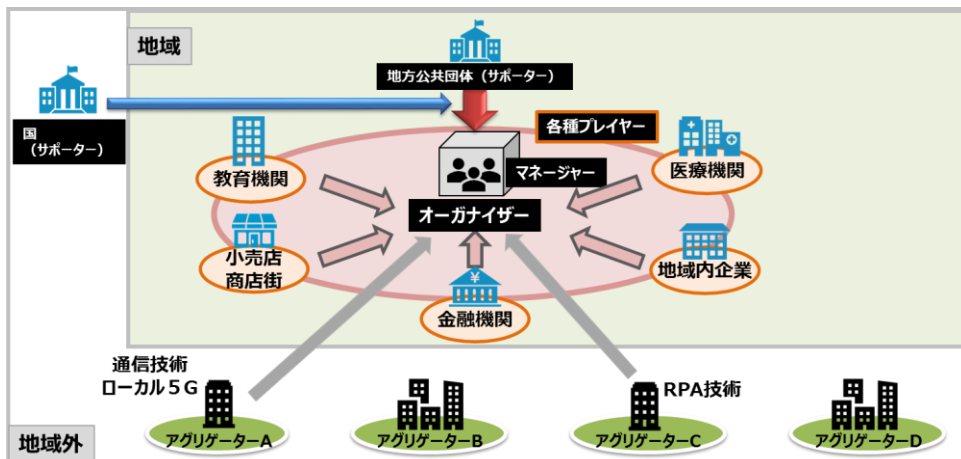 地域
地方公共団体（サポーター）
国
（サポーター）
各種プレイヤー
教育機関
マネージャー
医療機関
オーガナイザー
小売店
商店街
¥
地域内企業
金融機関
通信技術
ローカル５G
RPA技術
地域外
アグリゲーターA
アグリゲーターB
アグリゲーターC
アグリゲーターD